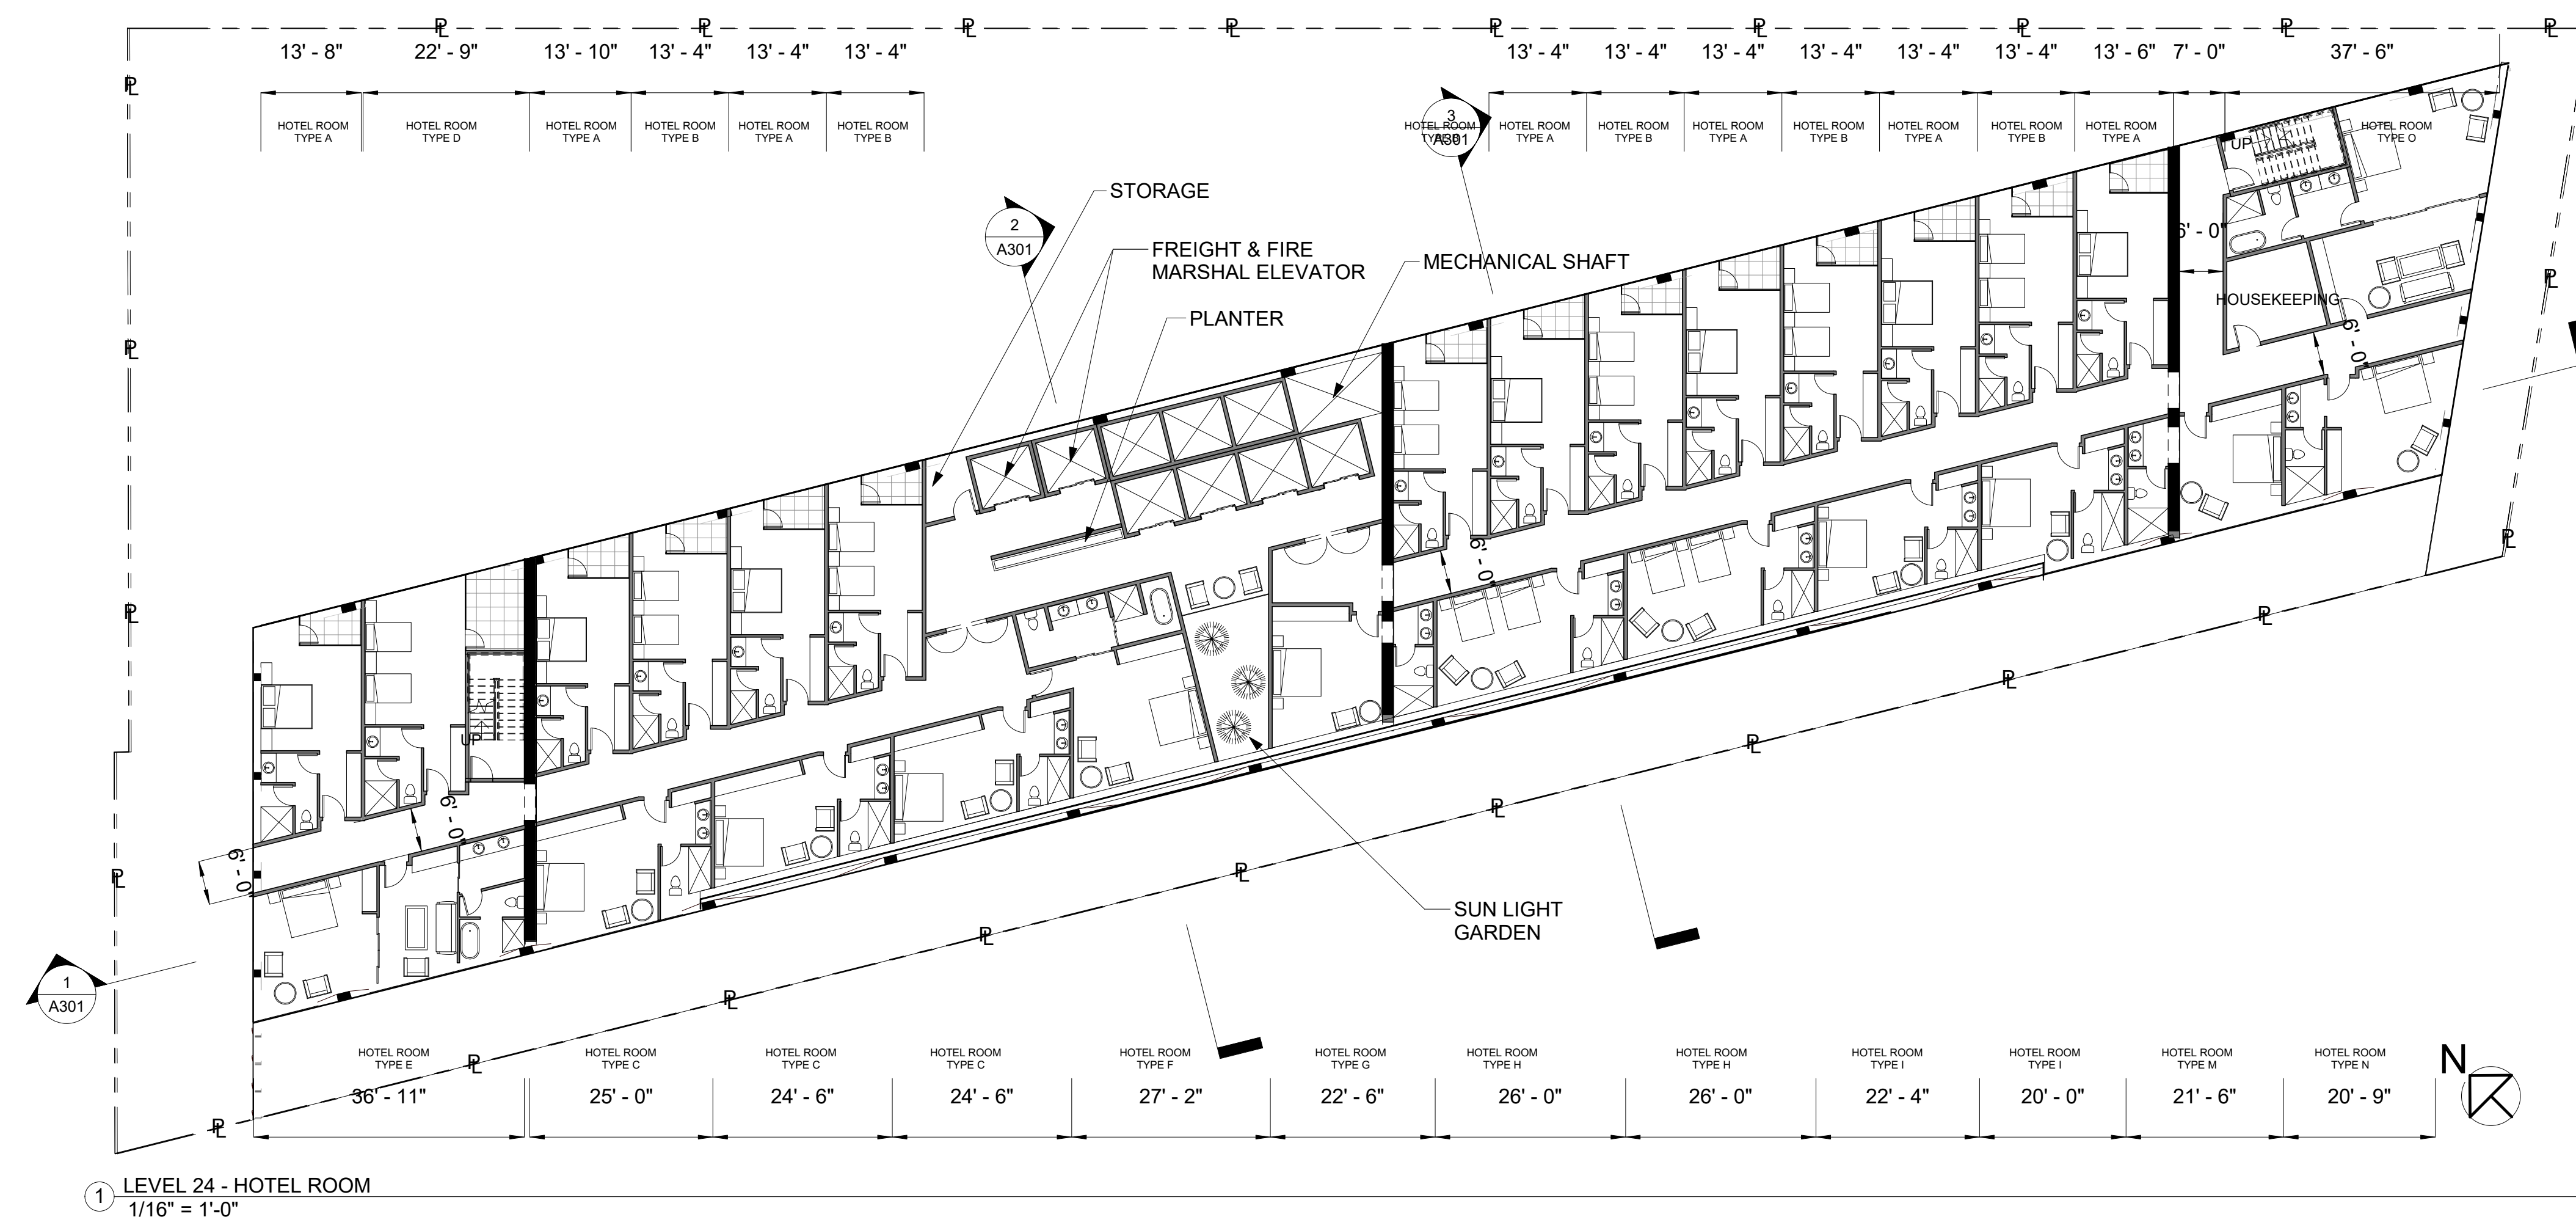 13' - 8" 22' - 9" 13' - 10" 13' - 4" 13' - 4" 13' - 4" 13' - 4" 13' - 4" 13' - 4" 13' - 4" 13' - 4" 13' - 4" 13' - 6" 7' - 0" 37' - 6"
HOTEL ROOM
TYPE A
HOTEL ROOM
TYPE D
HOTEL ROOM
TYPE A
HOTEL ROOM
TYPE B
HOTEL ROOM
TYPE A
HOTEL ROOM
TYPE B
3
A301
HOTEL ROOM
HOTEL ROOM
TYPE A
HOTEL ROOM
TYPE B
HOTEL ROOM
TYPE A
HOTEL ROOM
TYPE B
HOTEL ROOM
TYPE A
HOTEL ROOM
TYPE B
HOTEL ROOM
TYPE A
HOTEL ROOM
TYPE O
UP
STORAGE
2
A301
FREIGHT & FIRE
MARSHAL ELEVATOR
MECHANICAL SHAFT
PLANTER
6' - 0"
HOUSEKEEPING
6' - 0"
6' - 0"
UP
6' - 0"
6' - 0"
SUN LIGHT
GARDEN
1
A301
HOTEL ROOM
TYPE E
HOTEL ROOM
TYPE C
HOTEL ROOM
TYPE C
HOTEL ROOM
TYPE C
HOTEL ROOM
TYPE F
HOTEL ROOM
TYPE G
HOTEL ROOM
TYPE H
HOTEL ROOM
TYPE H
HOTEL ROOM
TYPE I
HOTEL ROOM
TYPE I
HOTEL ROOM
TYPE M
HOTEL ROOM
TYPE N
36' - 11" 25' - 0" 24' - 6" 24' - 6" 27' - 2" 22' - 6" 26' - 0" 26' - 0" 22' - 4" 20' - 0" 21' - 6" 20' - 9"
N
1 LEVEL 24 - HOTEL ROOM
1/16" = 1'-0"